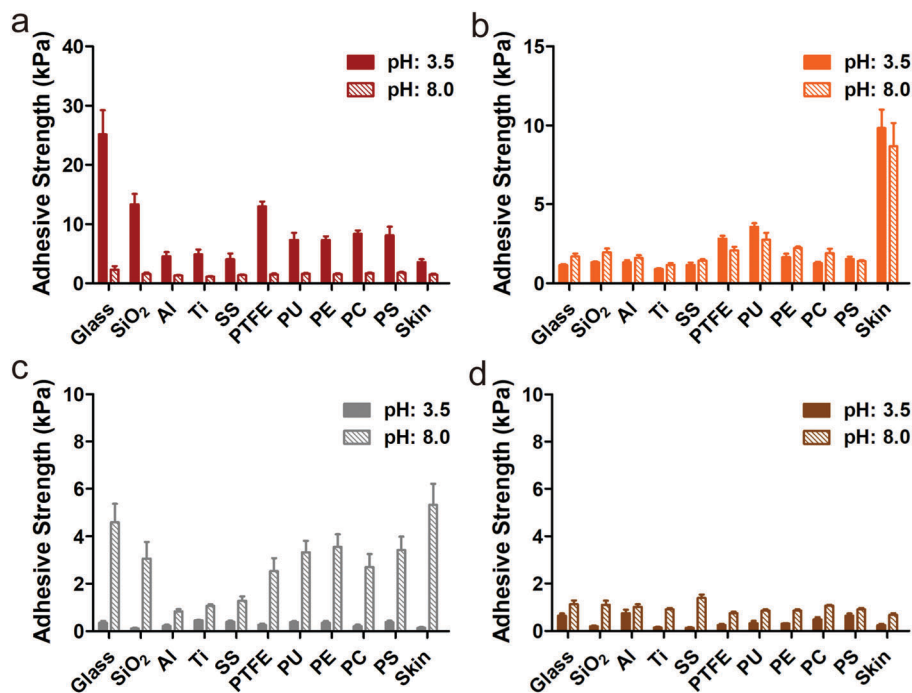 a
Adhesive Strength (kPa)
40
30
20
10
0
pH: 3.5
pH: 8.0
Glass
SiO₂
Al
Ti
SS
PTFE
PU
PE
PC
PS
Skin
b
Adhesive Strength (kPa)
15
10
5
0
pH: 3.5
pH: 8.0
Glass
SiO₂
Al
Ti
SS
PTFE
PU
PE
PC
PS
Skin
c
Adhesive Strength (kPa)
10
8
6
4
2
0
pH: 3.5
pH: 8.0
Glass
SiO₂
Al
Ti
SS
PTFE
PU
PE
PC
PS
Skin
d
Adhesive Strength (kPa)
10
8
6
4
2
0
pH: 3.5
pH: 8.0
Glass
SiO₂
Al
Ti
SS
PTFE
PU
PE
PC
PS
Skin